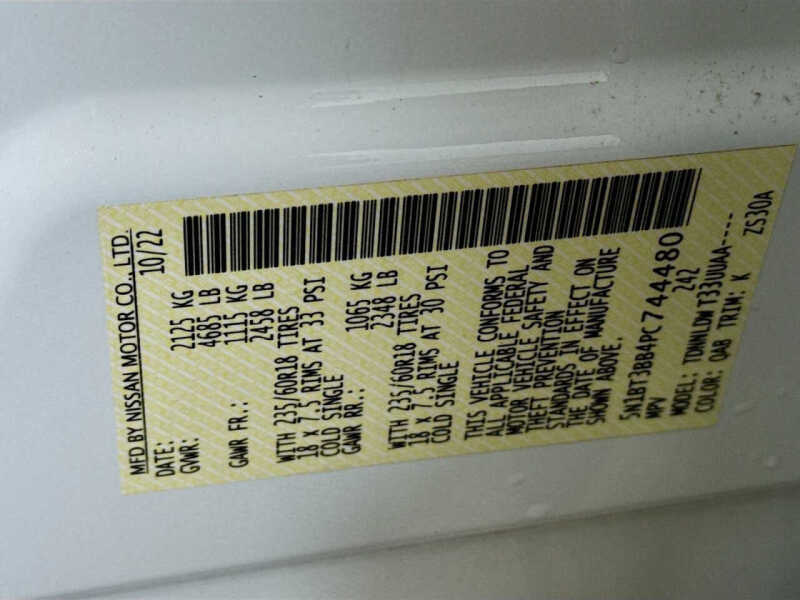 MFD BY NISSAN MOTOR CO., LTD.
DATE: 10/22
GVWR: 2125 KG
4685 LB
GAWR FR.: 1115 KG
2458 LB
WITH 235/60R18 TIRES
18 X 7.5 RIMS AT 33 PSI
COLD SINGLE
GAWR RR.: 1065 KG
2348 LB
WITH 235/60R18 TIRES
18 X 7.5 RIMS AT 30 PSI
COLD SINGLE
THIS VEHICLE CONFORMS TO
ALL APPLICABLE FEDERAL
MOTOR VEHICLE SAFETY AND
THEFT PREVENTION
STANDARDS IN EFFECT ON
THE DATE OF MANUFACTURE
SHOWN ABOVE.
5N1BT3BB4PC744480
MPV 242
MODEL: TDNNLDWT33UUAA----
COLOR: QAB TRIM: K ZS30A